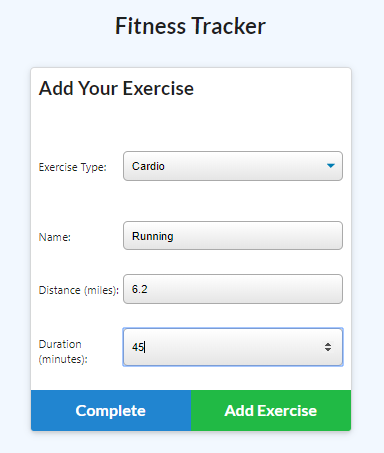 Fitness Tracker
Add Your Exercise
Exercise Type: Cardio
Name: Running
Distance (miles): 6.2
Duration
(minutes): 45
Complete Add Exercise